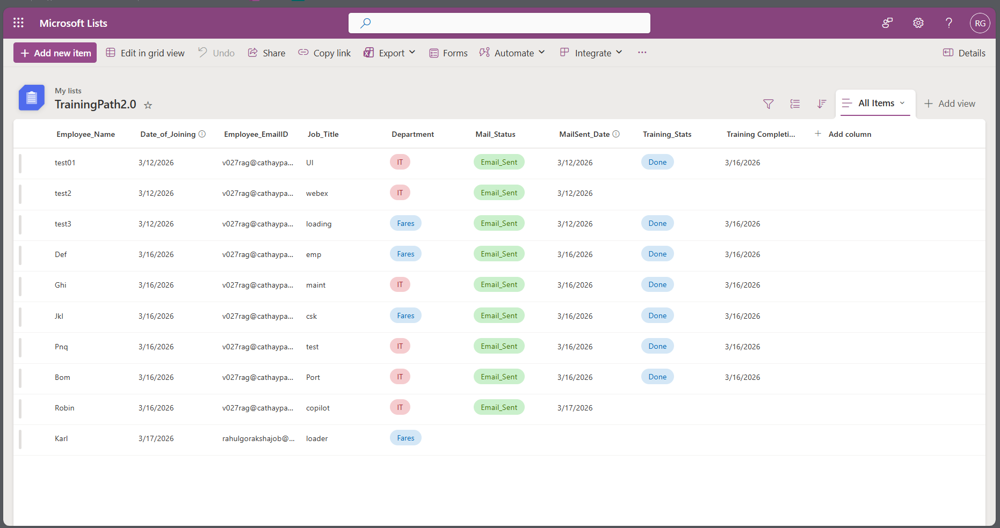 Microsoft Lists
RG
Add new item Edit in grid view Undo Share Copy link Export Forms Automate Integrate ... Details
My lists
TrainingPath2.0
All Items Add view
Employee_Name Date_of_Joining Employee_EmailID Job_Title Department Mail_Status MailSent_Date Training_Stats Training Completi... Add column
test01 3/12/2026 v027rag@cathaypa... UI IT Email_Sent 3/12/2026 Done 3/16/2026
test2 3/12/2026 v027rag@cathaypa... webex IT Email_Sent 3/12/2026
test3 3/12/2026 v027rag@cathaypa... loading Fares Email_Sent 3/12/2026 Done 3/16/2026
Def 3/16/2026 v027rag@cathaypa... emp Fares Email_Sent 3/16/2026 Done 3/16/2026
Ghi 3/16/2026 v027rag@cathaypa... maint IT Email_Sent 3/16/2026 Done 3/16/2026
Jkl 3/16/2026 v027rag@cathaypa... csk Fares Email_Sent 3/16/2026 Done 3/16/2026
Pnq 3/16/2026 v027rag@cathaypa... test IT Email_Sent 3/16/2026 Done 3/16/2026
Bom 3/16/2026 v027rag@cathaypa... Port IT Email_Sent 3/16/2026 Done 3/16/2026
Robin 3/16/2026 v027rag@cathaypa... copilot IT Email_Sent 3/17/2026
Karl 3/17/2026 rahulgorakshajob@... loader Fares